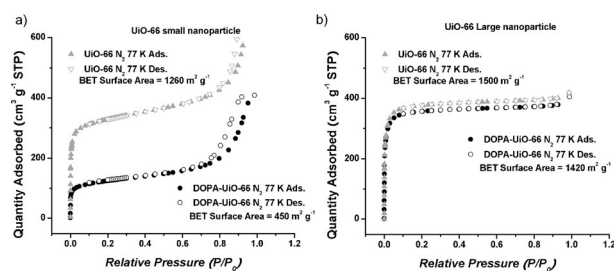 a)
UiO-66 small nanoparticle
Quantity Adsorbed (cm³ g⁻¹ STP)
600
400
200
0
UiO-66 N₂ 77 K Ads.
UiO-66 N₂ 77 K Des.
BET Surface Area = 1260 m² g⁻¹
DOPA-UiO-66 N₂ 77 K Ads.
DOPA-UiO-66 N₂ 77 K Des.
BET Surface Area = 450 m² g⁻¹
0.0 0.2 0.4 0.6 0.8 1.0 1.2
Relative Pressure (P/P₀)
b)
UiO-66 Large nanoparticle
Quantity Adsorbed (cm³ g⁻¹ STP)
600
400
200
0
UiO-66 N₂ 77 K Ads.
UiO-66 N₂ 77 K Des.
BET Surface Area = 1500 m² g⁻¹
DOPA-UiO-66 N₂ 77 K Ads.
DOPA-UiO-66 N₂ 77 K Des.
BET Surface Area = 1420 m² g⁻¹
0.0 0.2 0.4 0.6 0.8 1.0 1.2
Relative Pressure (P/P₀)